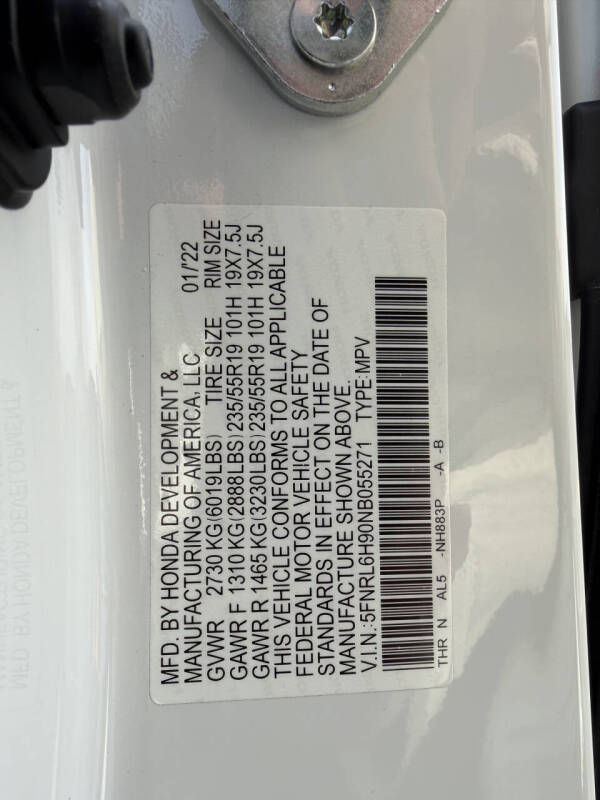 MFD. BY HONDA DEVELOPMENT &
MANUFACTURING OF AMERICA, LLC 01/'22
GVWR 2730 KG(6019LBS) TIRE SIZE RIM SIZE
GAWR F 1310 KG(2888LBS) 235/55R19 101H 19X7.5J
GAWR R 1465 KG(3230LBS) 235/55R19 101H 19X7.5J
THIS VEHICLE CONFORMS TO ALL APPLICABLE
FEDERAL MOTOR VEHICLE SAFETY
STANDARDS IN EFFECT ON THE DATE OF
MANUFACTURE SHOWN ABOVE.
V.I.N.:5FNRL6H90NB055271 TYPE:MPV
THR N AL5 -NH883P -A -B